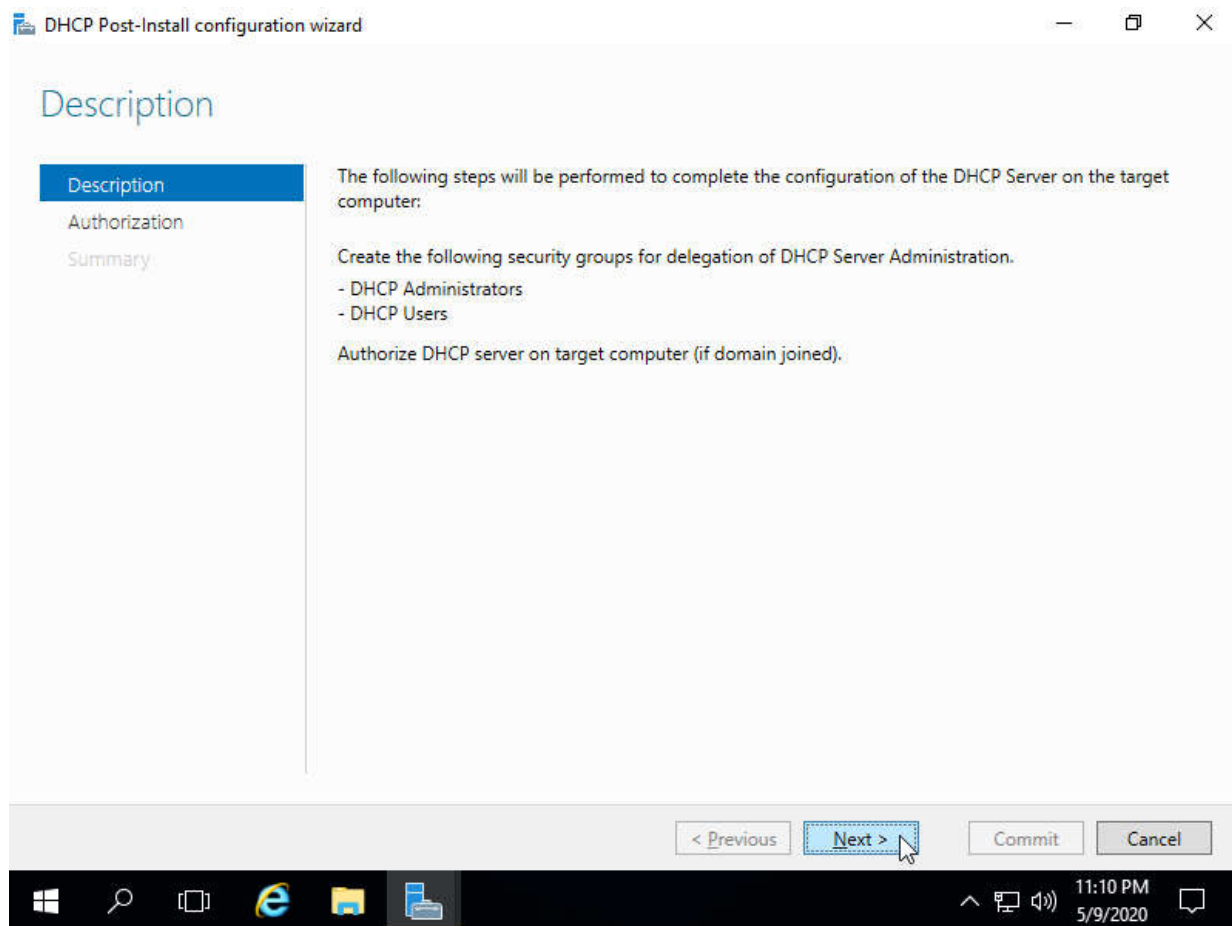 DHCP Post-Install configuration wizard
Description
Description
Authorization
Summary
The following steps will be performed to complete the configuration of the DHCP Server on the target
computer:
Create the following security groups for delegation of DHCP Server Administration.
- DHCP Administrators
- DHCP Users
Authorize DHCP server on target computer (if domain joined).
< Previous Next > Commit Cancel
11:10 PM
5/9/2020